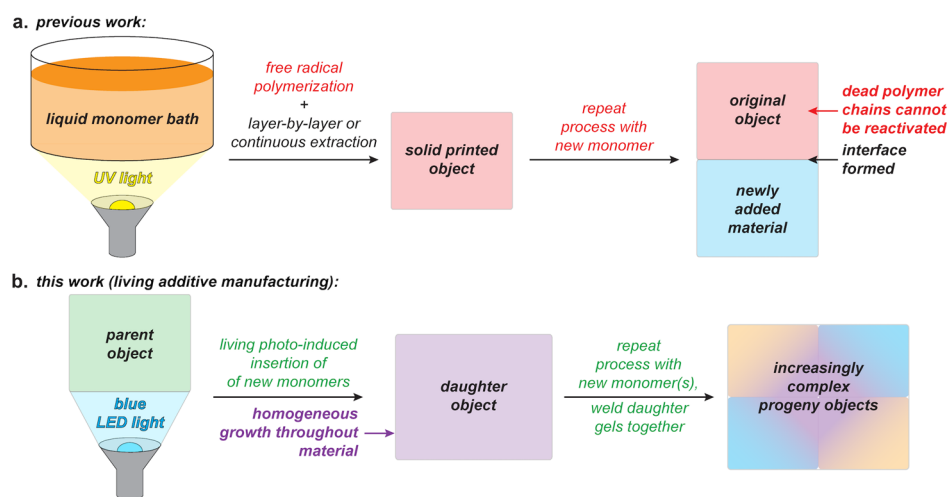 a. previous work:
liquid monomer bath
UV light
free radical
polymerization
+
layer-by-layer or
continuous extraction
solid printed
object
repeat
process with
new monomer
original
object
newly
added
material
dead polymer
chains cannot
be reactivated
interface
formed
b. this work (living additive manufacturing):
parent
object
blue
LED light
living photo-induced
insertion of
of new monomers
homogeneous
growth throughout
material
daughter
object
repeat
process with
new monomer(s),
weld daughter
gels together
increasingly
complex
progeny objects